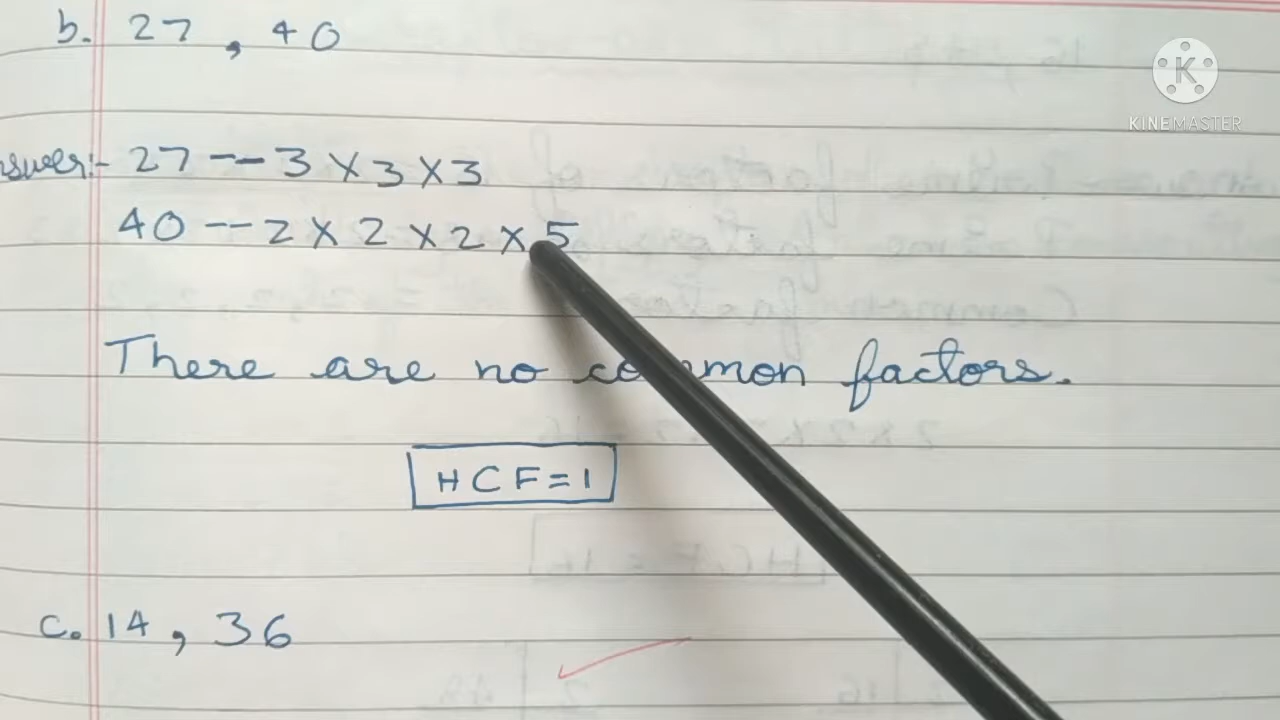 b. 27 , 40
KINEMASTER
nswer:- 27 -- 3 X 3 X 3
40 -- 2 X 2 X 2 X 5
There are no common factors.
HCF=1
c. 14 , 36